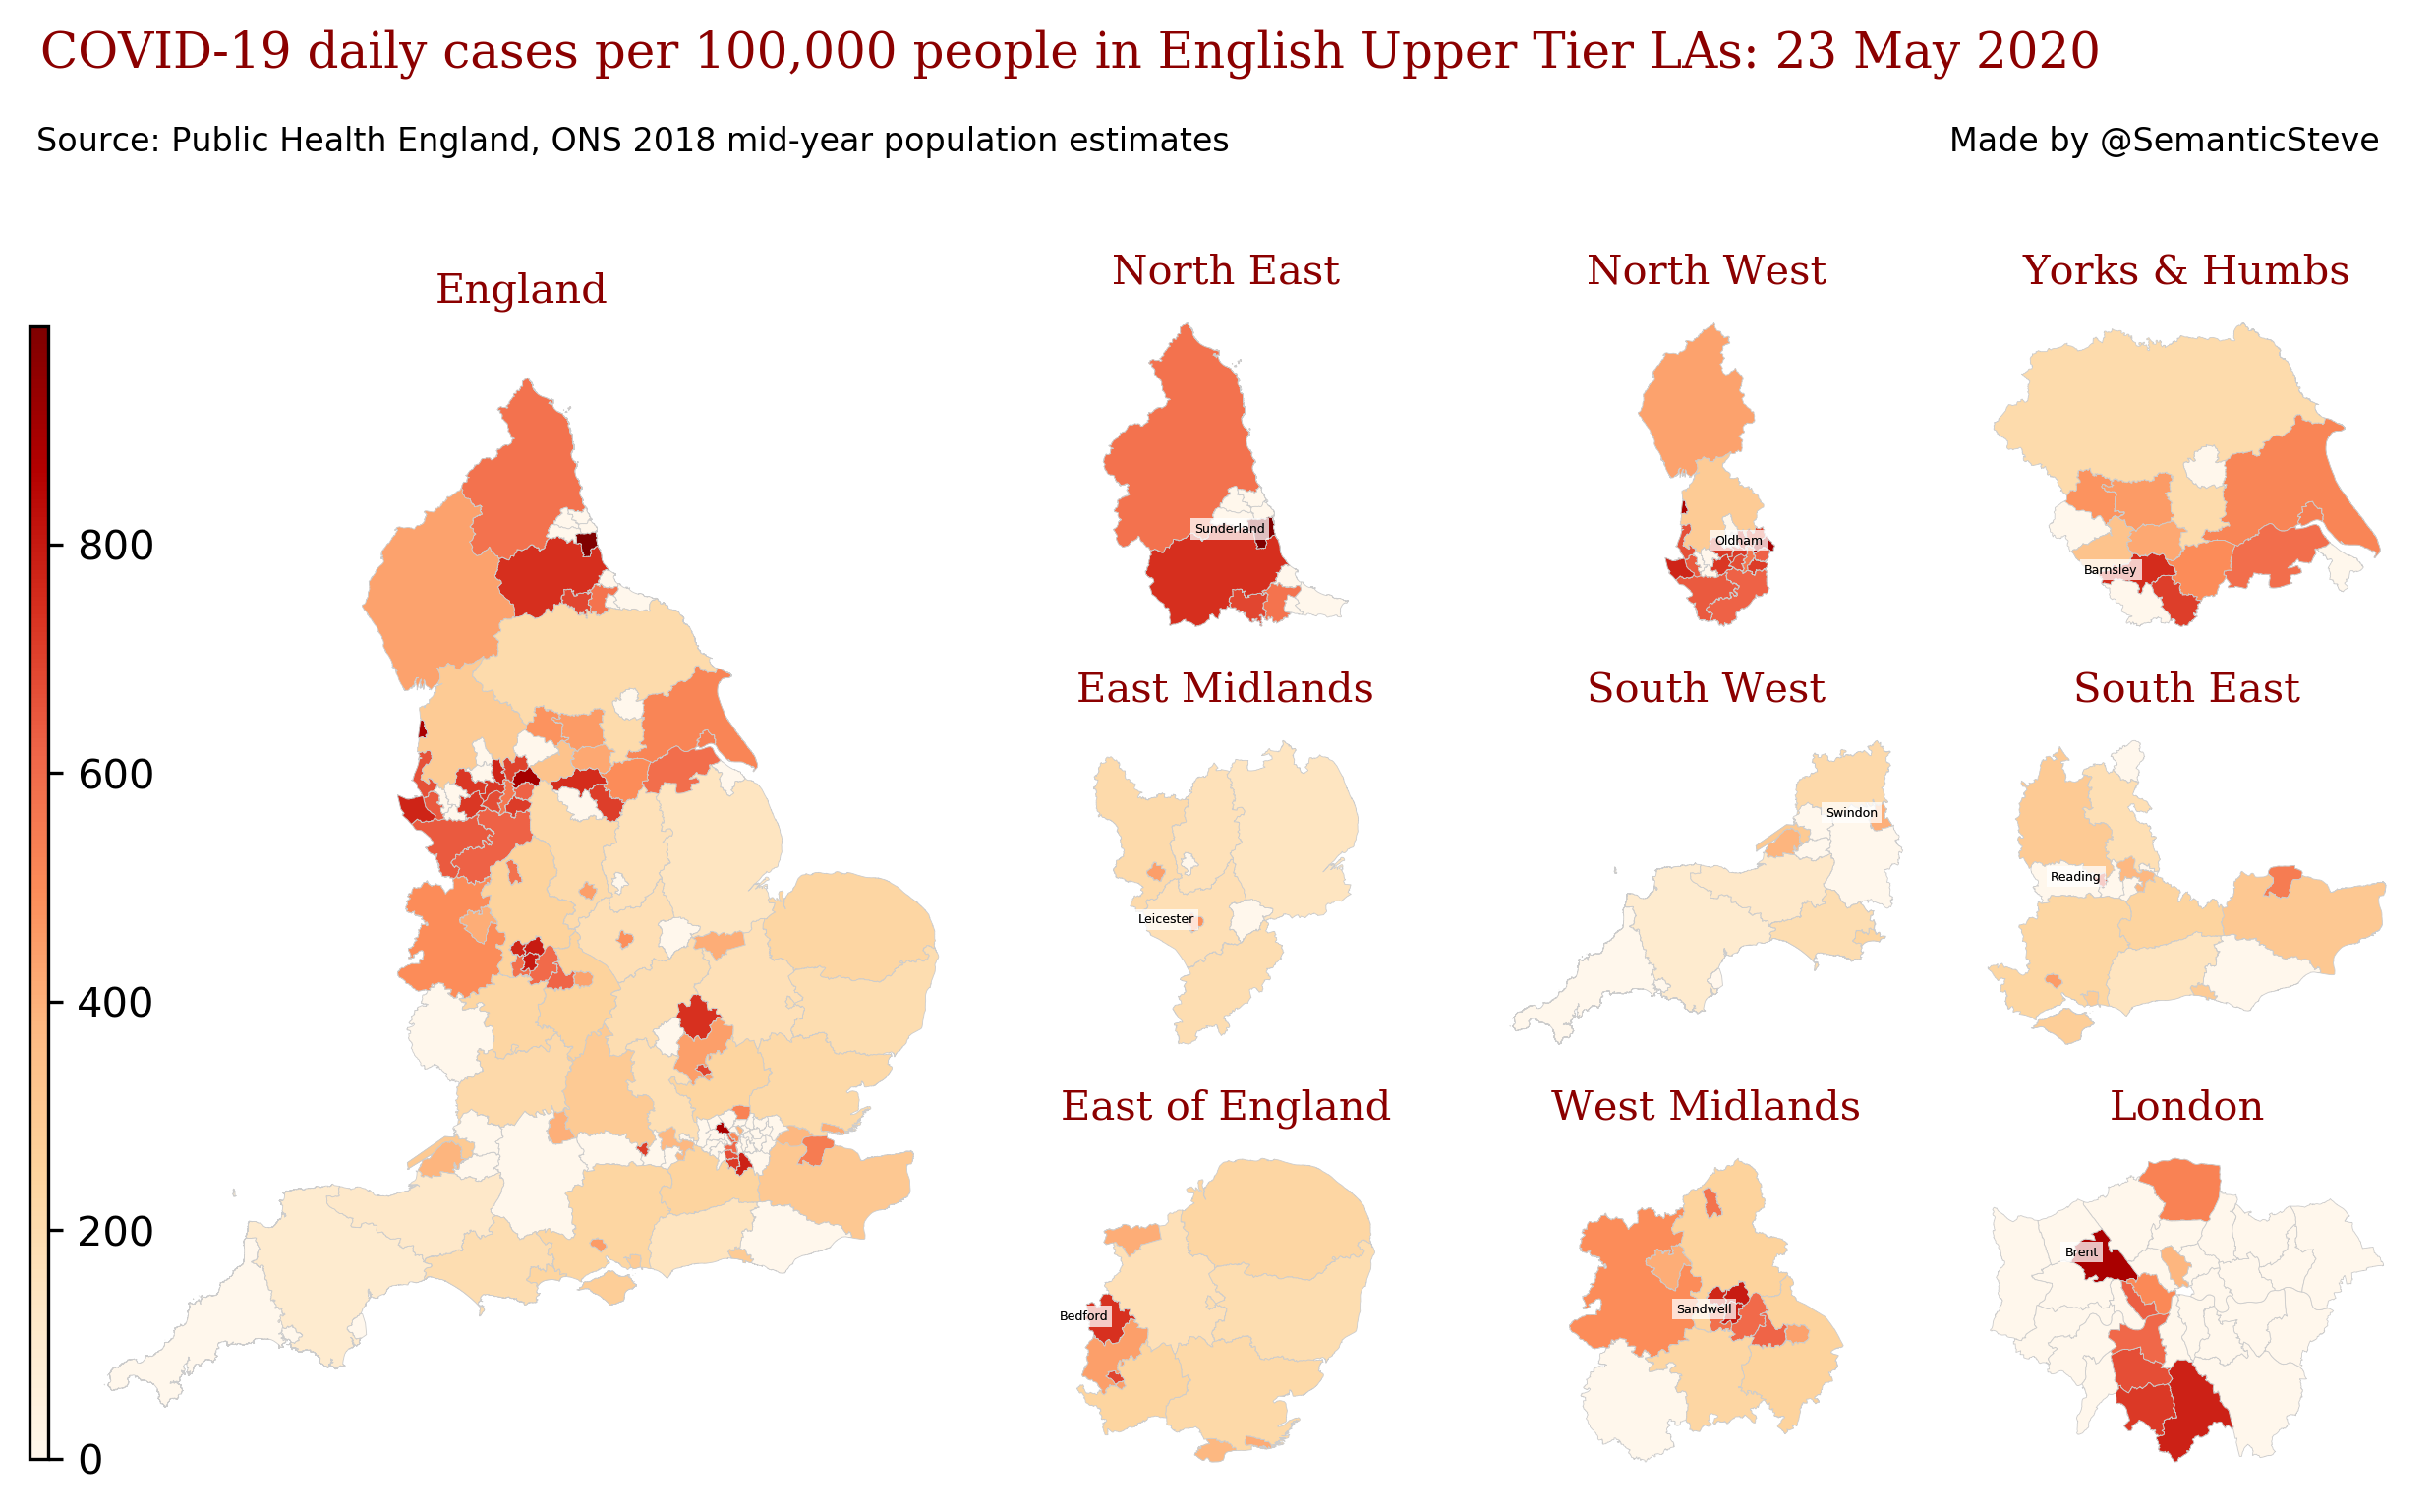 COVID-19 daily cases per 100,000 people in English Upper Tier LAs: 23 May 2020
Source: Public Health England, ONS 2018 mid-year population estimates
Made by @SemanticSteve
England
800
600
400
200
0
North East
Sunderland
North West
Oldham
Yorks & Humbs
Barnsley
East Midlands
Leicester
South West
Swindon
South East
Reading
East of England
Bedford
West Midlands
Sandwell
London
Brent